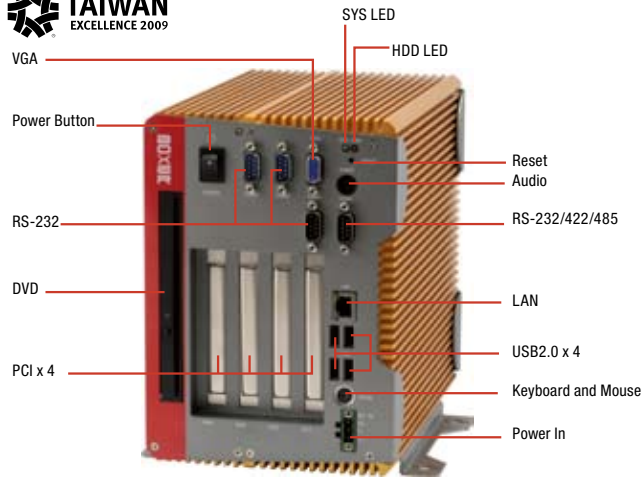 TAIWAN
EXCELLENCE 2009
SYS LED
HDD LED
VGA
Power Button
Reset
Audio
RS-232
RS-232/422/485
DVD
LAN
USB2.0 x 4
PCI x 4
Keyboard and Mouse
Power In